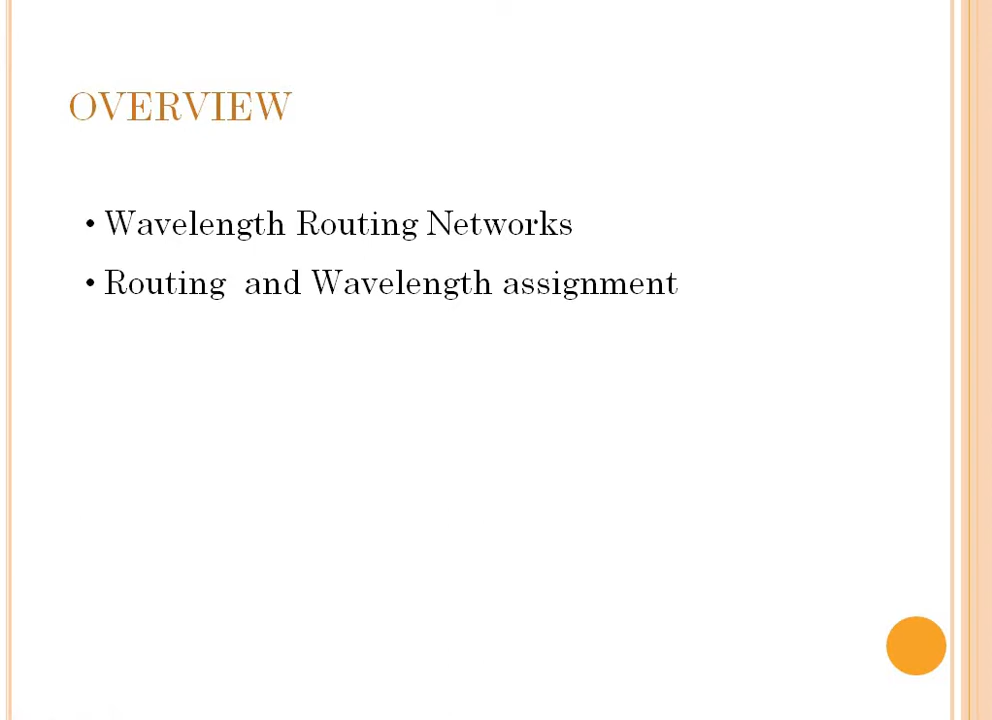 OVERVIEW
• Wavelength Routing Networks
• Routing  and Wavelength assignment